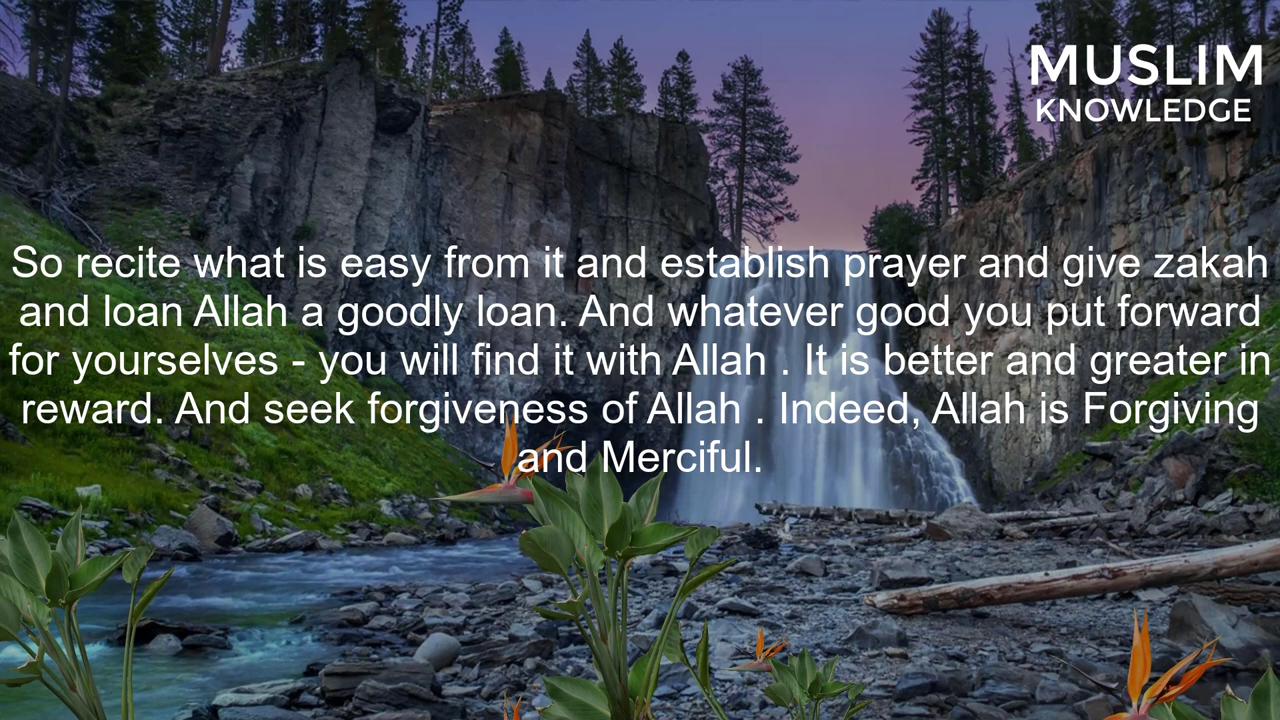 MUSLIM
KNOWLEDGE
So recite what is easy from it and establish prayer and give zakah
and loan Allah a goodly loan. And whatever good you put forward
for yourselves - you will find it with Allah . It is better and greater in
reward. And seek forgiveness of Allah . Indeed, Allah is Forgiving
and Merciful.